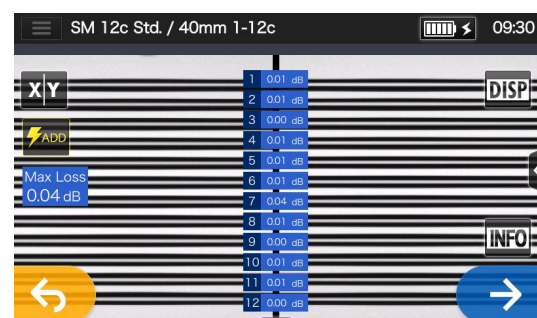 SM 12c Std. / 40mm 1-12c
09:30
X Y
DISP
ADD
Max Loss
0.04 dB
1 0.01 dB
2 0.01 dB
3 0.00 dB
4 0.01 dB
5 0.01 dB
6 0.01 dB
7 0.04 dB
8 0.01 dB
9 0.00 dB
10 0.01 dB
11 0.01 dB
12 0.00 dB
INFO